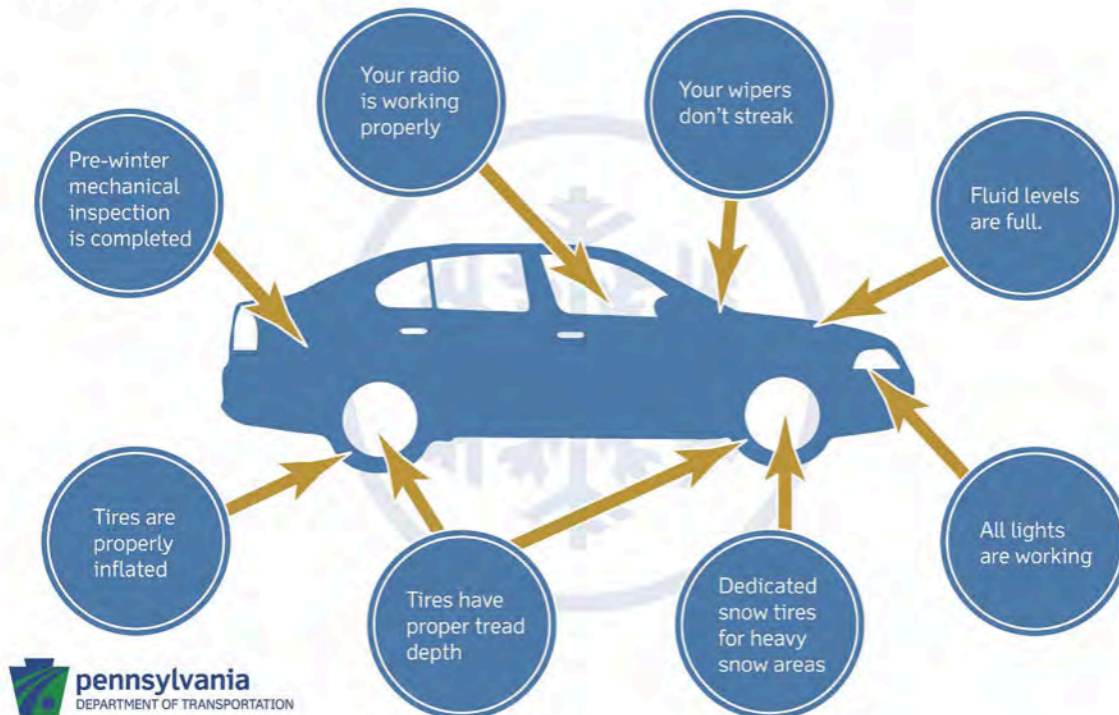 Your radio
is working
properly
Your wipers
don't streak
Pre-winter
mechanical
inspection
is completed
Fluid levels
are full.
Tires are
properly
inflated
Tires have
proper tread
depth
Dedicated
snow tires
for heavy
snow areas
All lights
are working
pennsylvania
DEPARTMENT OF TRANSPORTATION